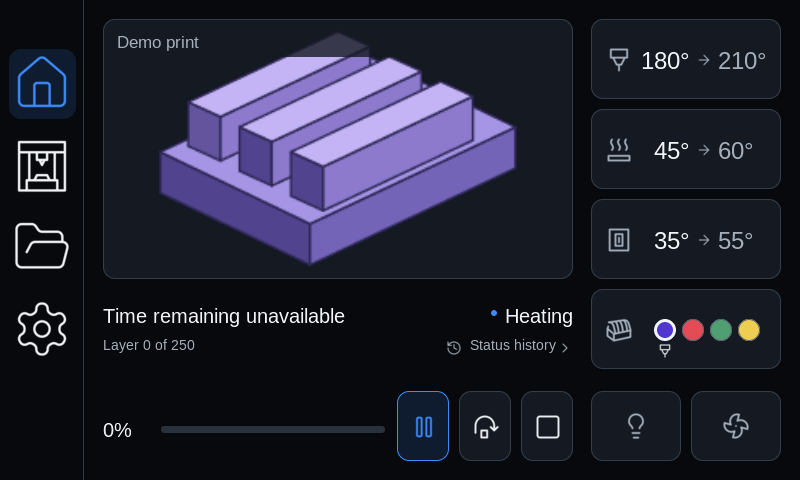 Demo print
180° → 210°
45° → 60°
35° → 55°
Time remaining unavailable
Heating
Layer 0 of 250
Status history
0%